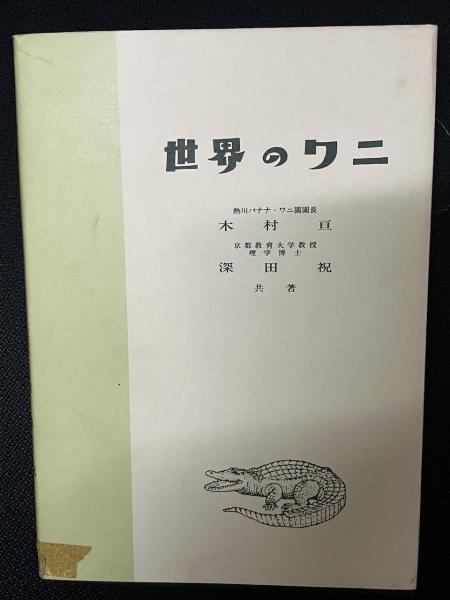 世界のワニ
熱川バナナ・ワニ園園長
木村亘
京都教育大学教授
理学博士
深田祝
共著